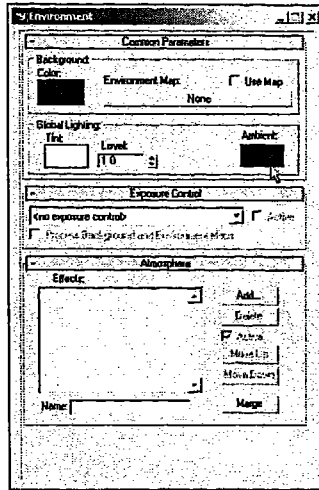 Environment
- Common Parameters
Background:
Color: Environment Map: Use Map
None
Global Lighting:
Tint: Level: Ambient:
1.0
- Exposure Control
<no exposure control> Active
Process Background and Environment Maps
- Atmosphere
Effects:
Add...
Delete
Active
Move Up
Move Down
Name: Merge